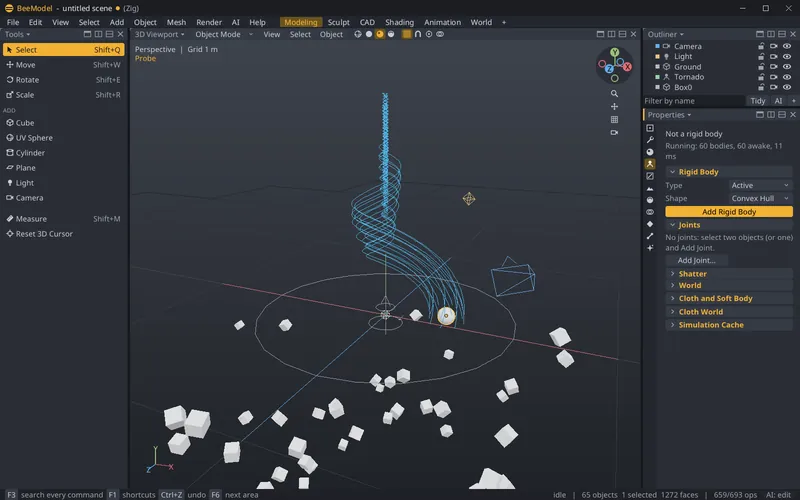 BeeModel - untitled scene • (Zig)
File Edit View Select Add Object Mesh Render AI Help Modeling Sculpt CAD Shading Animation World +
Tools
Select Shift+Q
Move Shift+W
Rotate Shift+E
Scale Shift+R
ADD
Cube
UV Sphere
Cylinder
Plane
Light
Camera
Measure Shift+M
Reset 3D Cursor
3D Viewport Object Mode View Select Object
Perspective | Grid 1 m
Probe
Y
X
Z
Y
X
Z
Outliner
Camera
Light
Ground
Tornado
Box0
Filter by name Tidy AI +
Properties
Not a rigid body
Running: 60 bodies, 60 awake, 11
ms
Rigid Body
Type Active
Shape Convex Hull
Add Rigid Body
Joints
No joints: select two objects (or one)
and Add Joint.
Add Joint...
Shatter
World
Cloth and Soft Body
Cloth World
Simulation Cache
F3 search every command F1 shortcuts Ctrl+Z undo F6 next area
idle | 65 objects 1 selected 1272 faces | 659/693 ops AI: edit